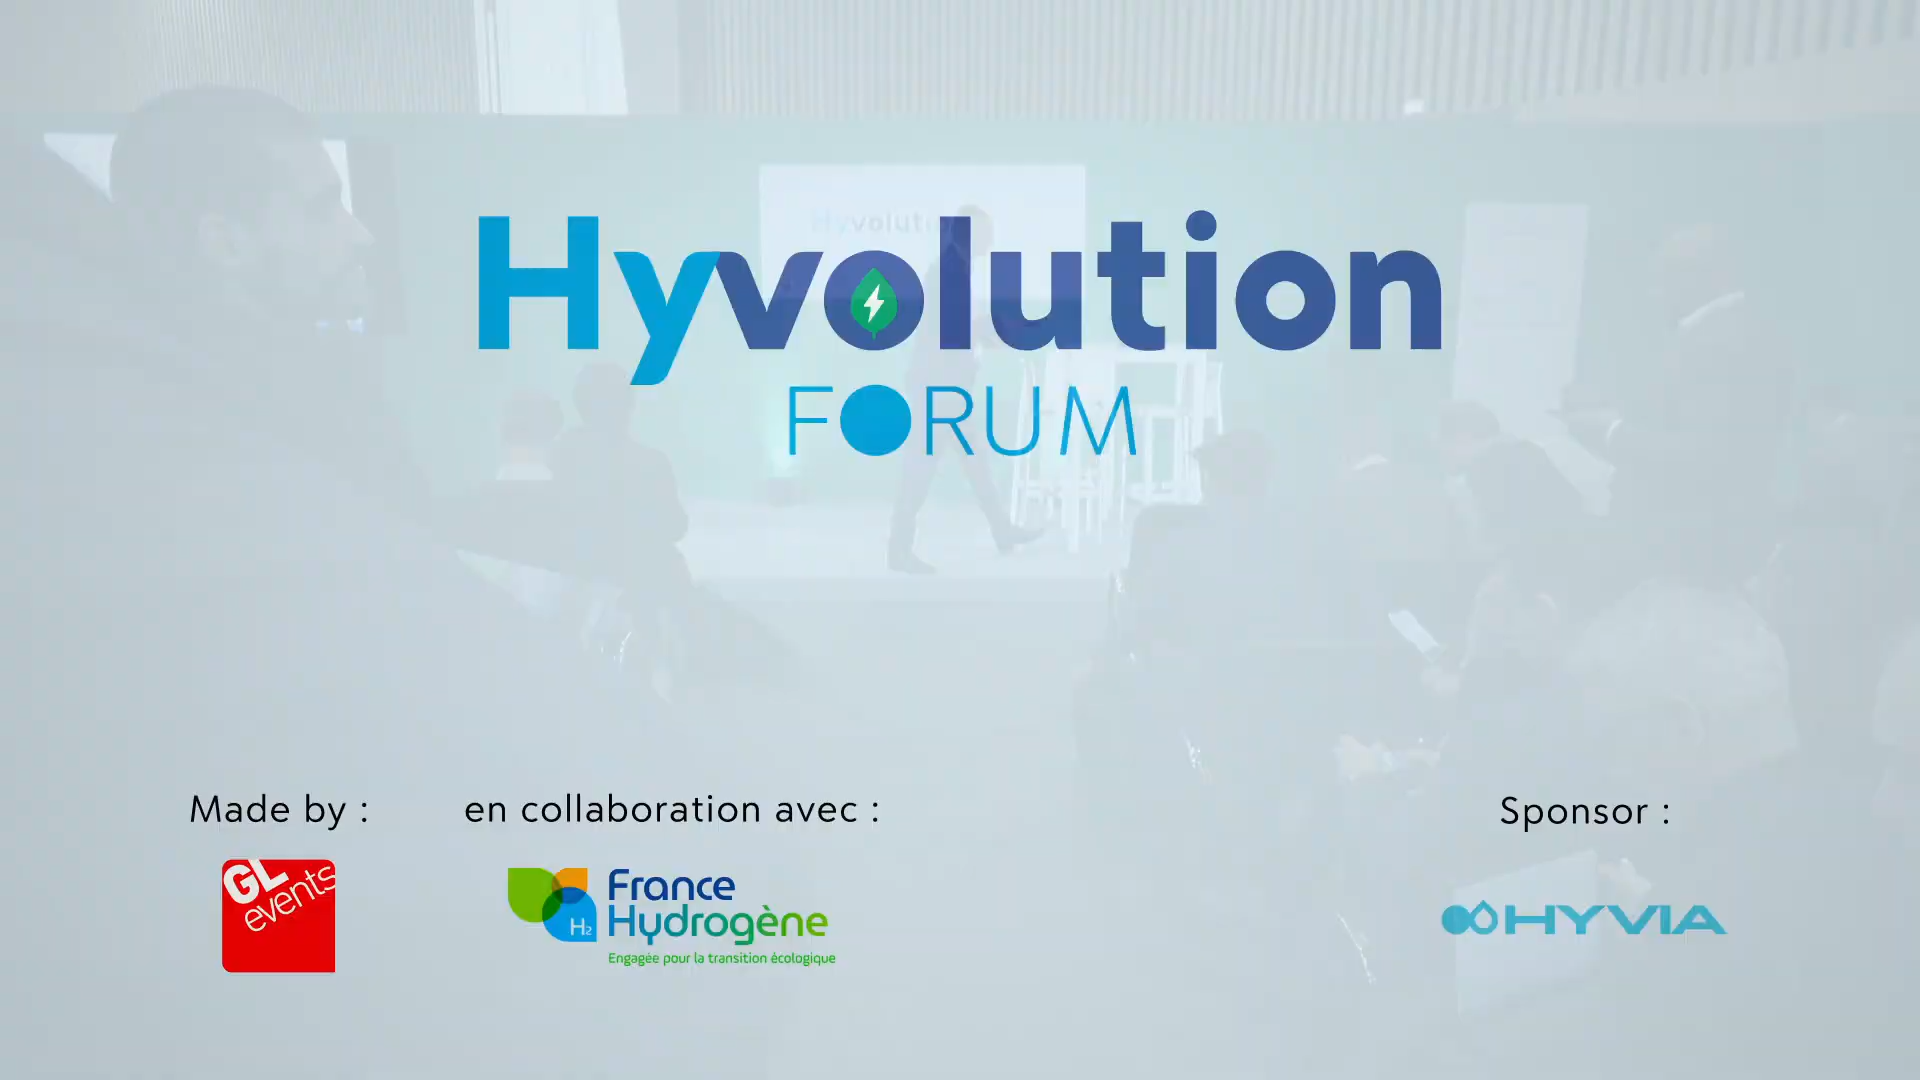 Hyvolution
FORUM
Made by :
en collaboration avec :
Sponsor :
GL
events
H2
France
Hydrogène
Engagée pour la transition écologique
HYVIA